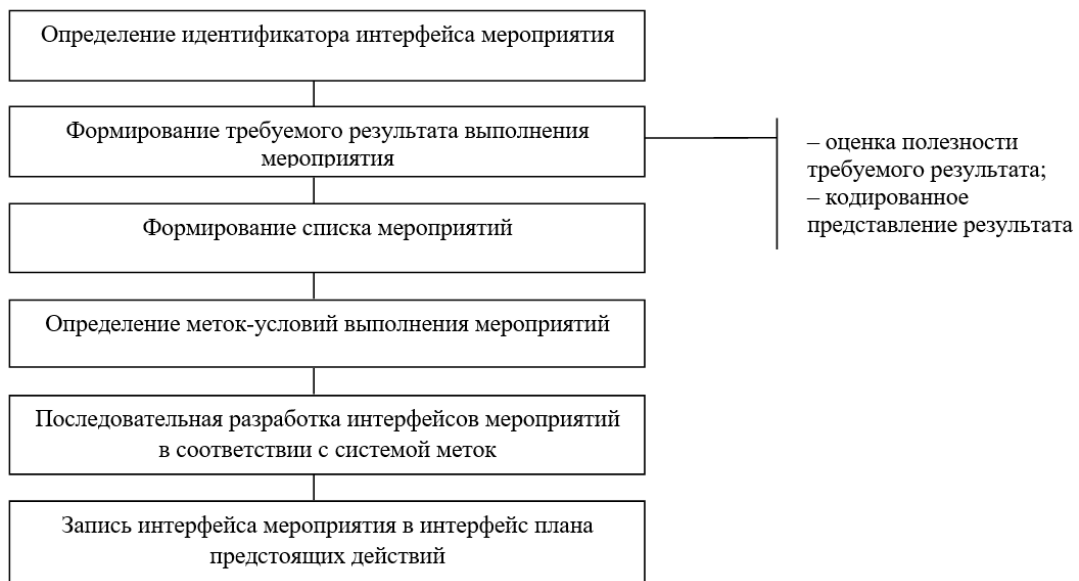 Определение идентификатора интерфейса мероприятия
Формирование требуемого результата выполнения
мероприятия
– оценка полезности
требуемого результата;
– кодированное
представление результата
Формирование списка мероприятий
Определение меток-условий выполнения мероприятий
Последовательная разработка интерфейсов мероприятий
в соответствии с системой меток
Запись интерфейса мероприятия в интерфейс плана
предстоящих действий